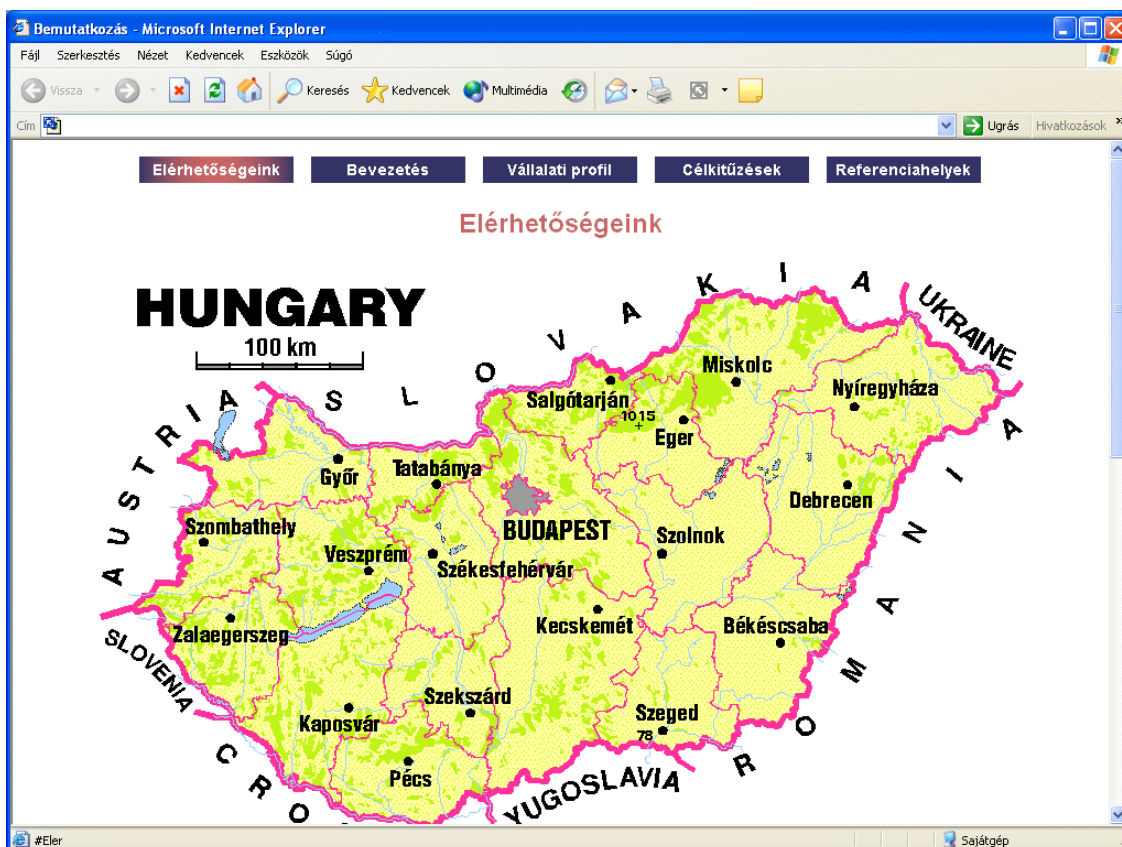 Bemutatkozás - Microsoft Internet Explorer
Fájl Szerkesztés Nézet Kedvencek Eszközök Súgó
Vissza Keresés Kedvencek Multimédia
Cím Ugrás Hivatkozások »
Elérhetőségeink Bevezetés Vállalati profil Célkitűzések Referenciahelyek
Elérhetőségeink
HUNGARY
100 km
AUSTRIA
SLOVAKIA
UKRAINE
ROMANIA
YUGOSLAVIA
CRO
SLOVENIA
Miskolc
Nyíregyháza
Salgótarján
1015
Eger
Győr
Tatabánya
Debrecen
Szombathely
BUDAPEST
Szolnok
Veszprém
Székesfehérvár
Zalaegerszeg
Kecskemét
Békéscsaba
Szekszárd
Kaposvár
Szeged
78
Pécs
#Eler Sajátgép